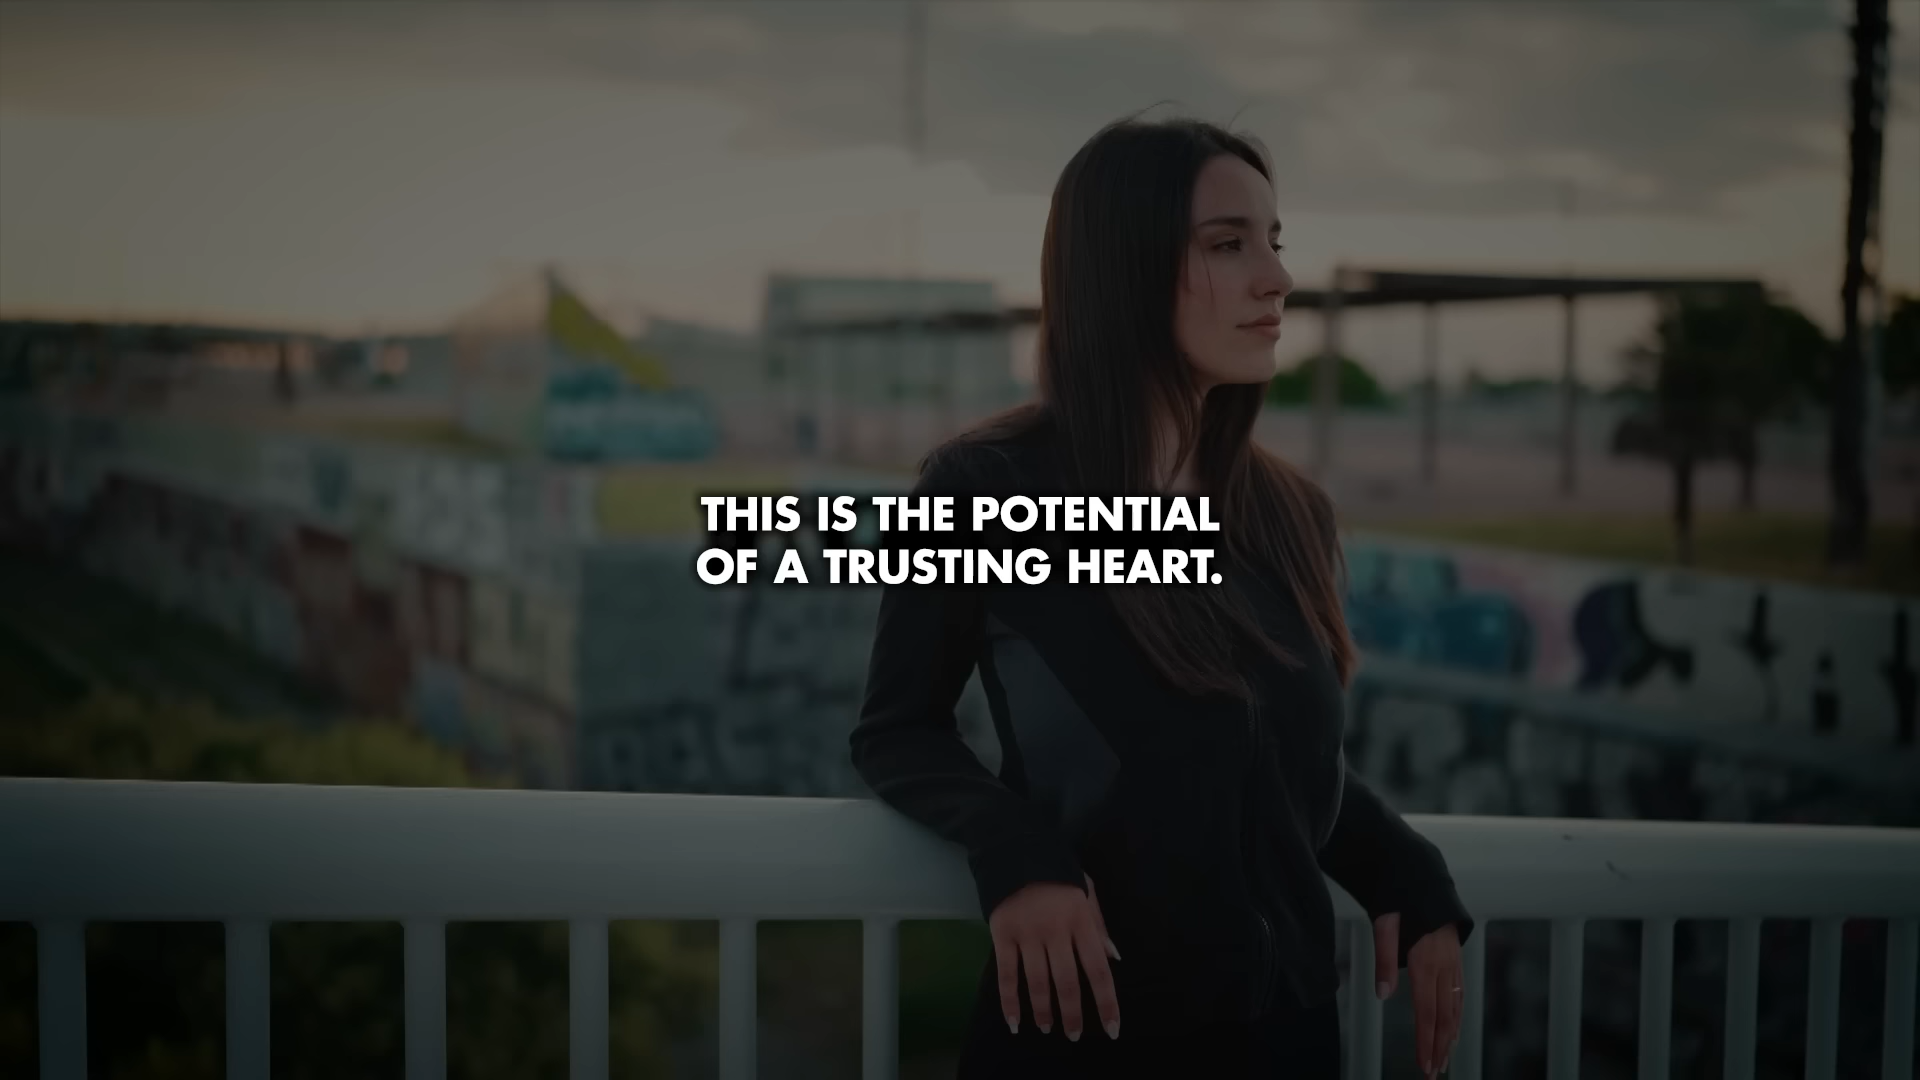 THIS IS THE POTENTIAL
OF A TRUSTING HEART.